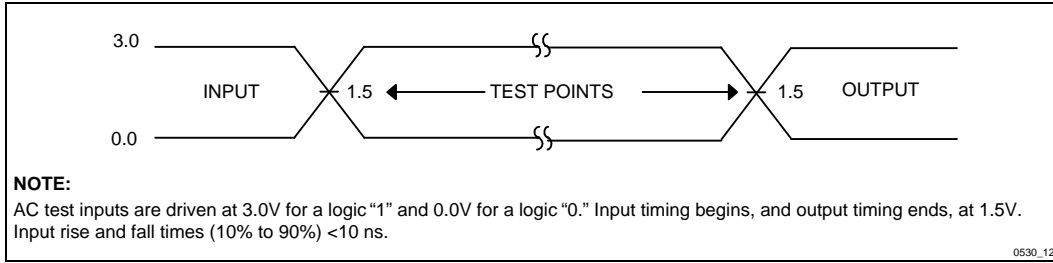 3.0
INPUT 1.5 TEST POINTS 1.5 OUTPUT
0.0
NOTE:
AC test inputs are driven at 3.0V for a logic “1” and 0.0V for a logic “0.” Input timing begins, and output timing ends, at 1.5V.
Input rise and fall times (10% to 90%) <10 ns.
0530_12